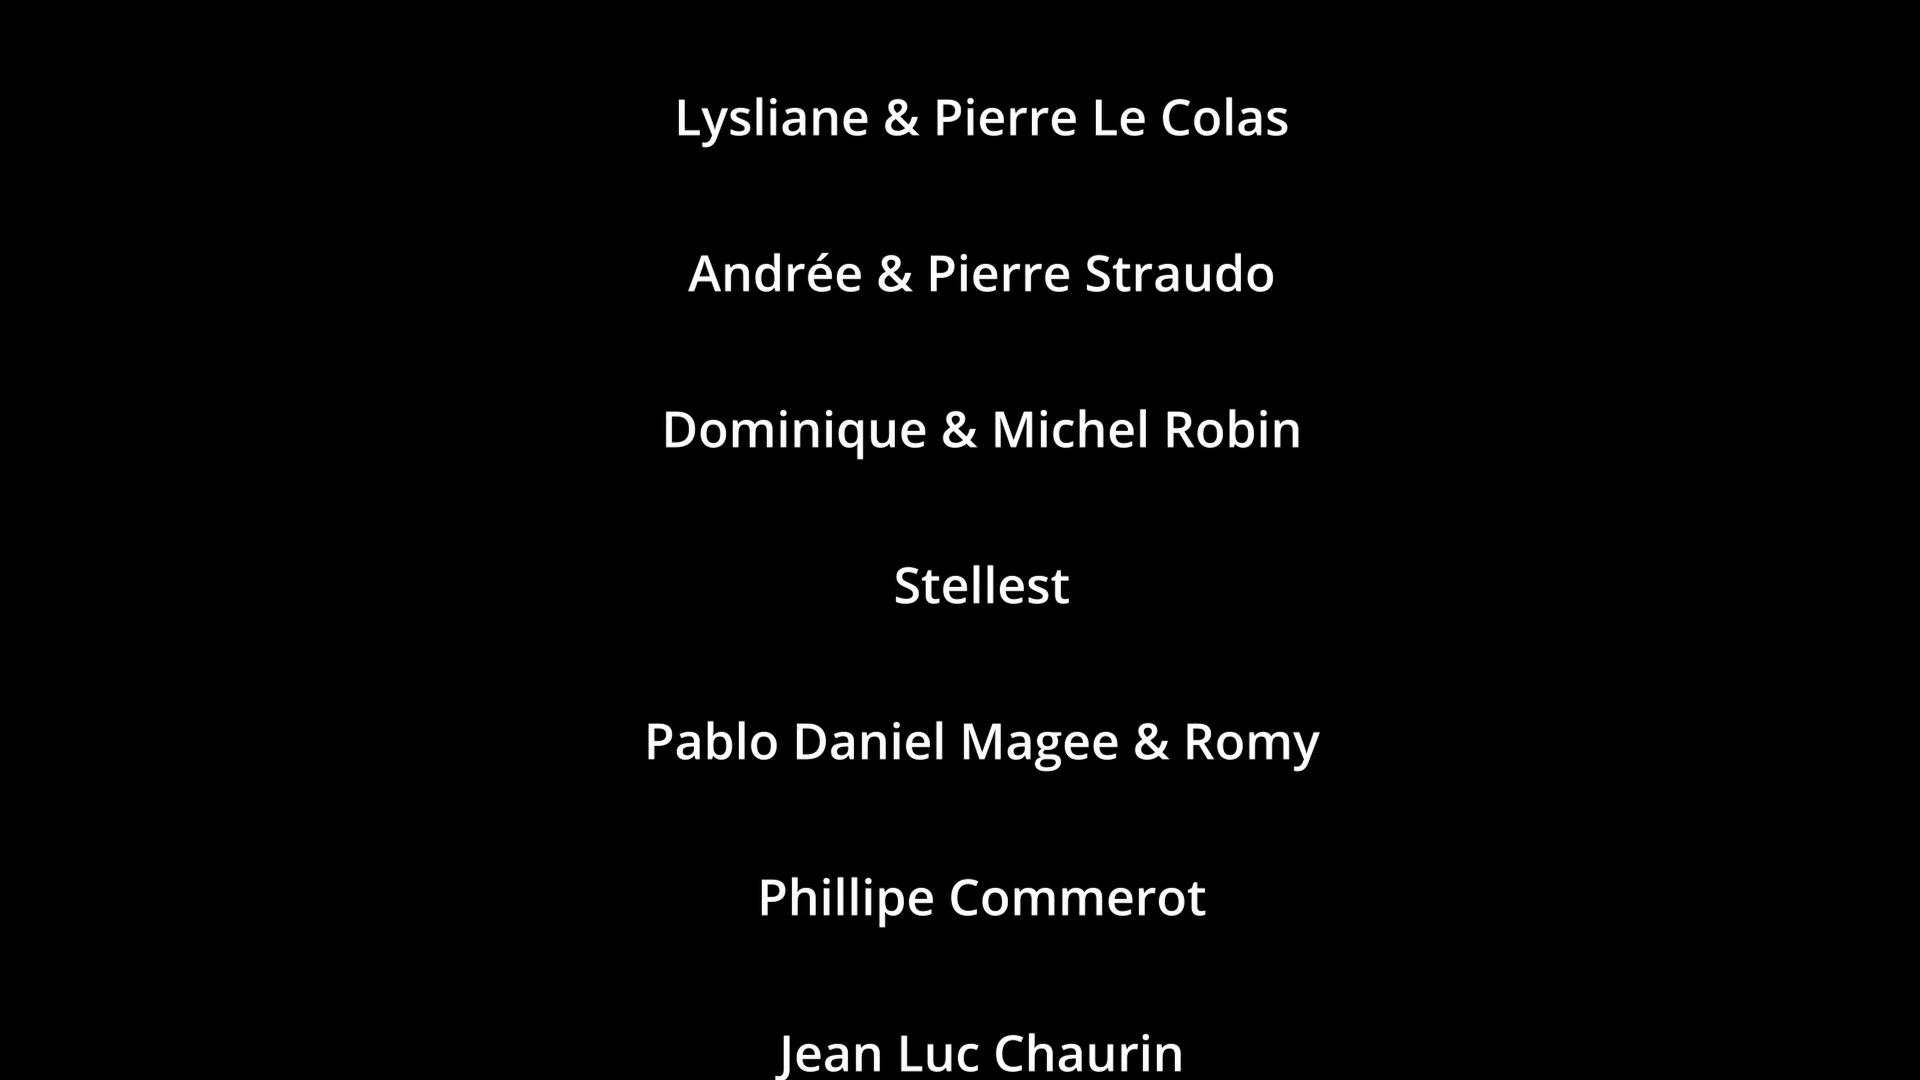 Lysliane & Pierre Le Colas
Andrée & Pierre Straudo
Dominique & Michel Robin
Stellest
Pablo Daniel Magee & Romy
Phillipe Commerot
Jean Luc Chaurin